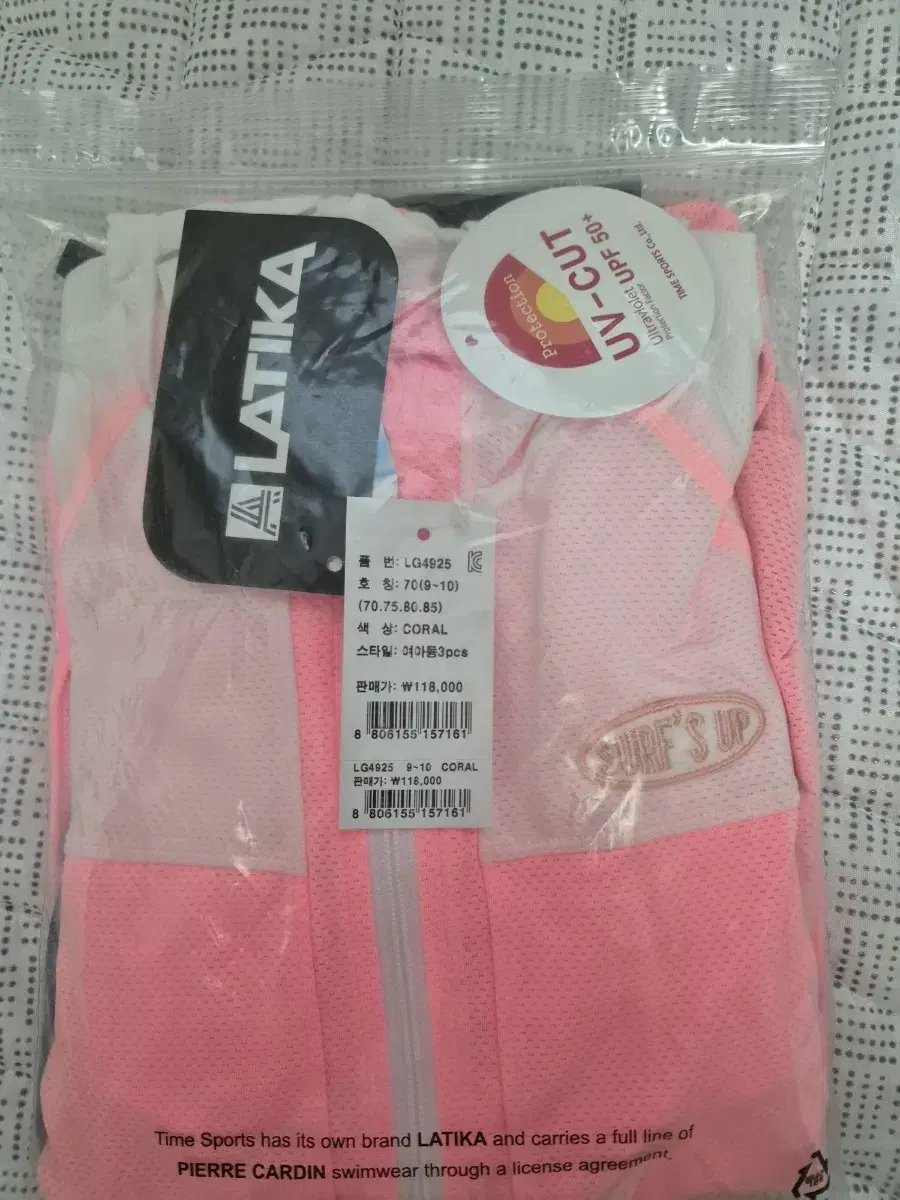 LATIKA
Protection
UV-CUT
Ultraviolet UPF 50+
Protection Factor
TIME SPORTS CO.,Ltd.
품 번: LG4925
호 칭: 70(9~10)
(70.75.80.85)
색 상: CORAL
스타일: 여아동3pcs
판매가: ₩118,000
8 806155 157161
LG4925 9~10 CORAL
판매가: ₩118,000
8 806155 157161
SURF'S UP
Time Sports has its own brand LATIKA and carries a full line of
PIERRE CARDIN swimwear through a license agreement.